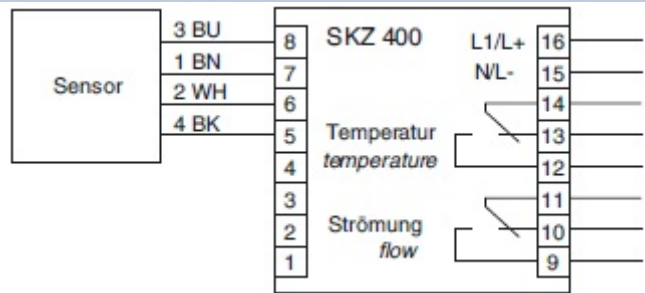 Sensor
3 BU
1 BN
2 WH
4 BK
8
7
6
5
4
3
2
1
SKZ 400
L1/L+
N/L-
Temperatur
temperature
Strömung
flow
16
15
14
13
12
11
10
9